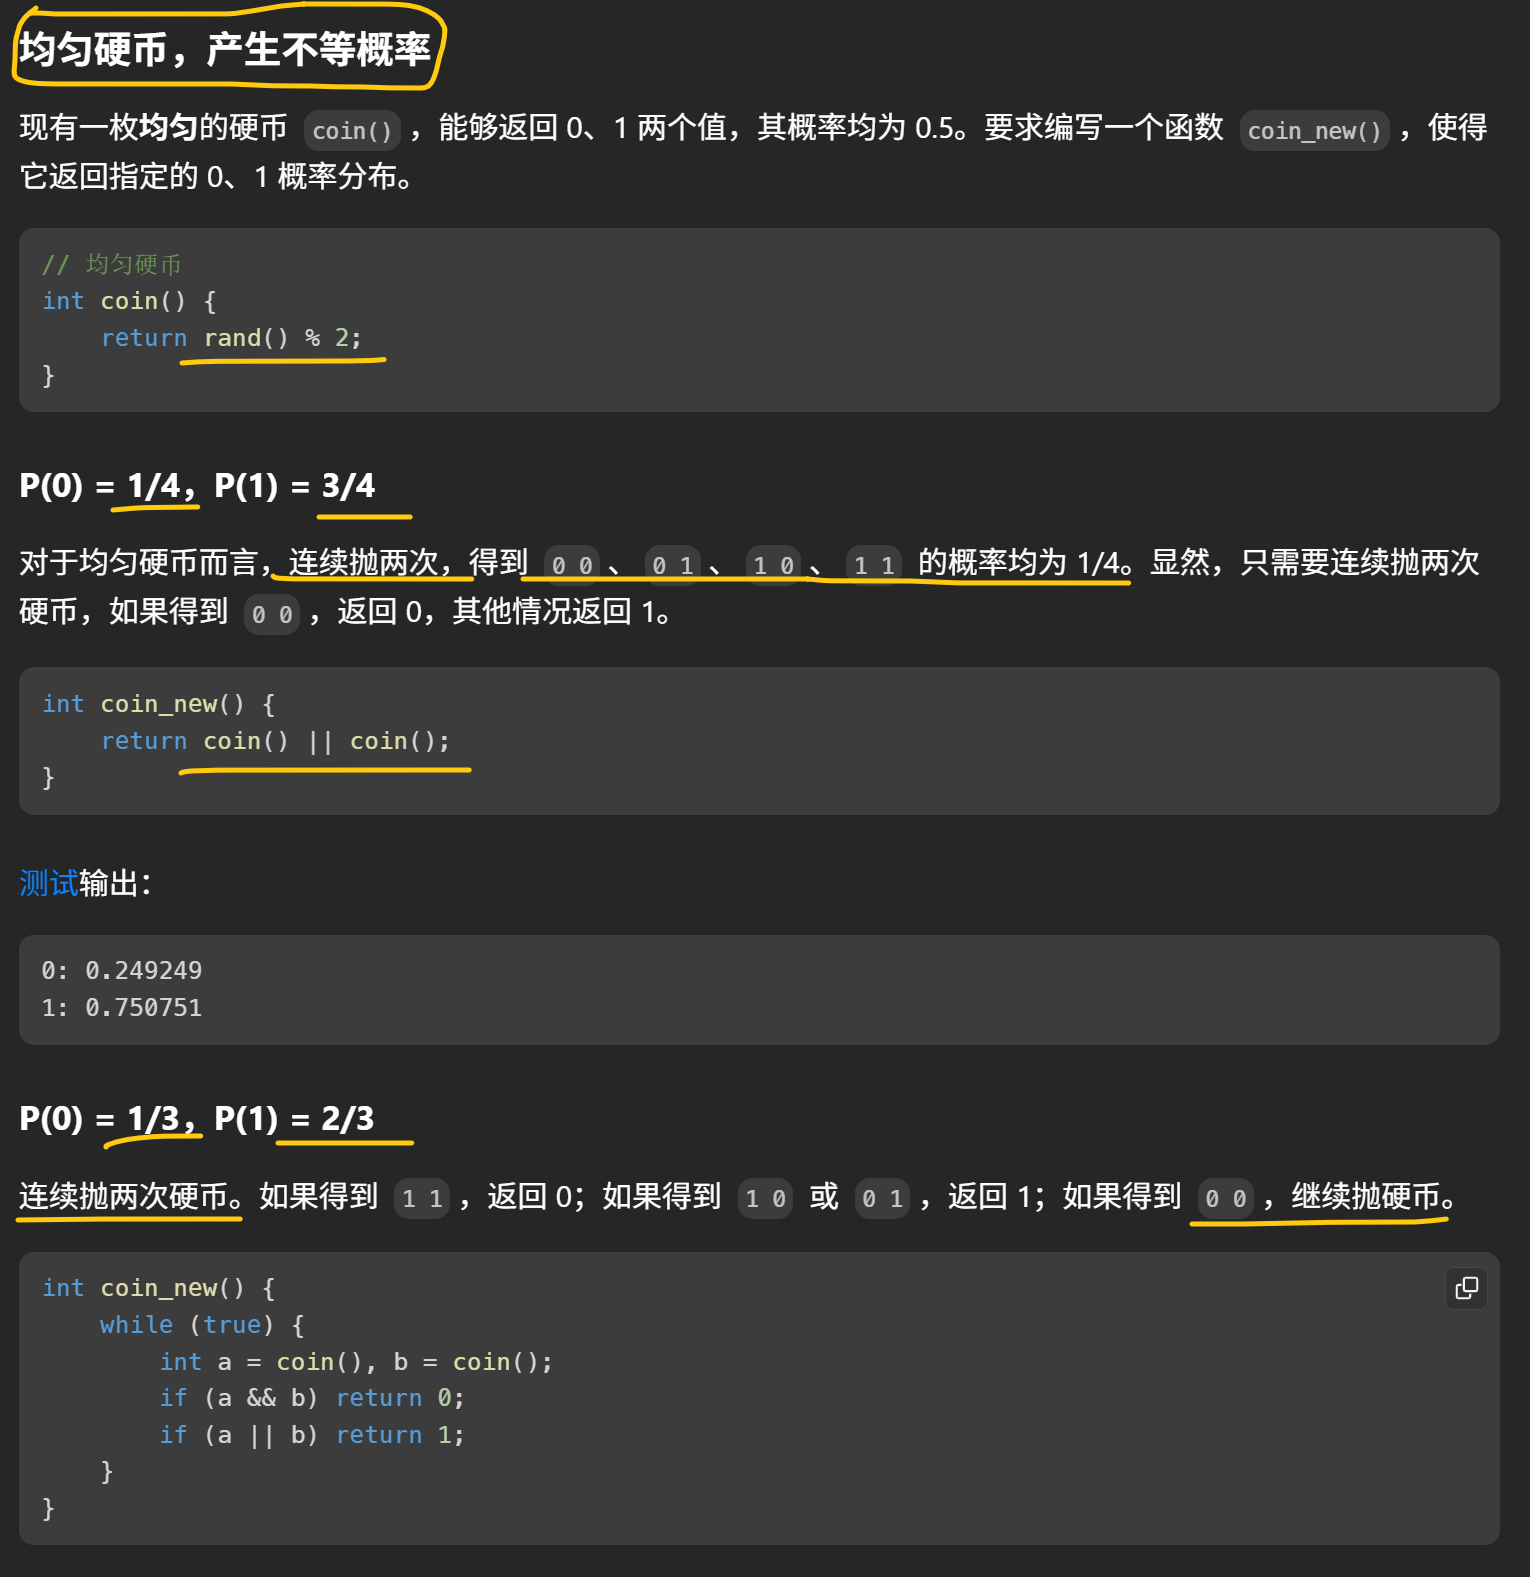 均匀硬币，产生不等概率
现有一枚均匀的硬币 coin() ，能够返回 0、1 两个值，其概率均为 0.5。要求编写一个函数 coin_new() ，使得
它返回指定的 0、1 概率分布。
// 均匀硬币
int coin() {
    return rand() % 2;
}
P(0) = 1/4，P(1) = 3/4
对于均匀硬币而言，连续抛两次，得到 0 0 、 0 1 、 1 0 、 1 1 的概率均为 1/4。显然，只需要连续抛两次
硬币，如果得到 0 0 ，返回 0，其他情况返回 1。
int coin_new() {
    return coin() || coin();
}
测试输出：
0: 0.249249
1: 0.750751
P(0) = 1/3，P(1) = 2/3
连续抛两次硬币。如果得到 1 1 ，返回 0；如果得到 1 0 或 0 1 ，返回 1；如果得到 0 0 ，继续抛硬币。
int coin_new() {
    while (true) {
        int a = coin(), b = coin();
        if (a && b) return 0;
        if (a || b) return 1;
    }
}